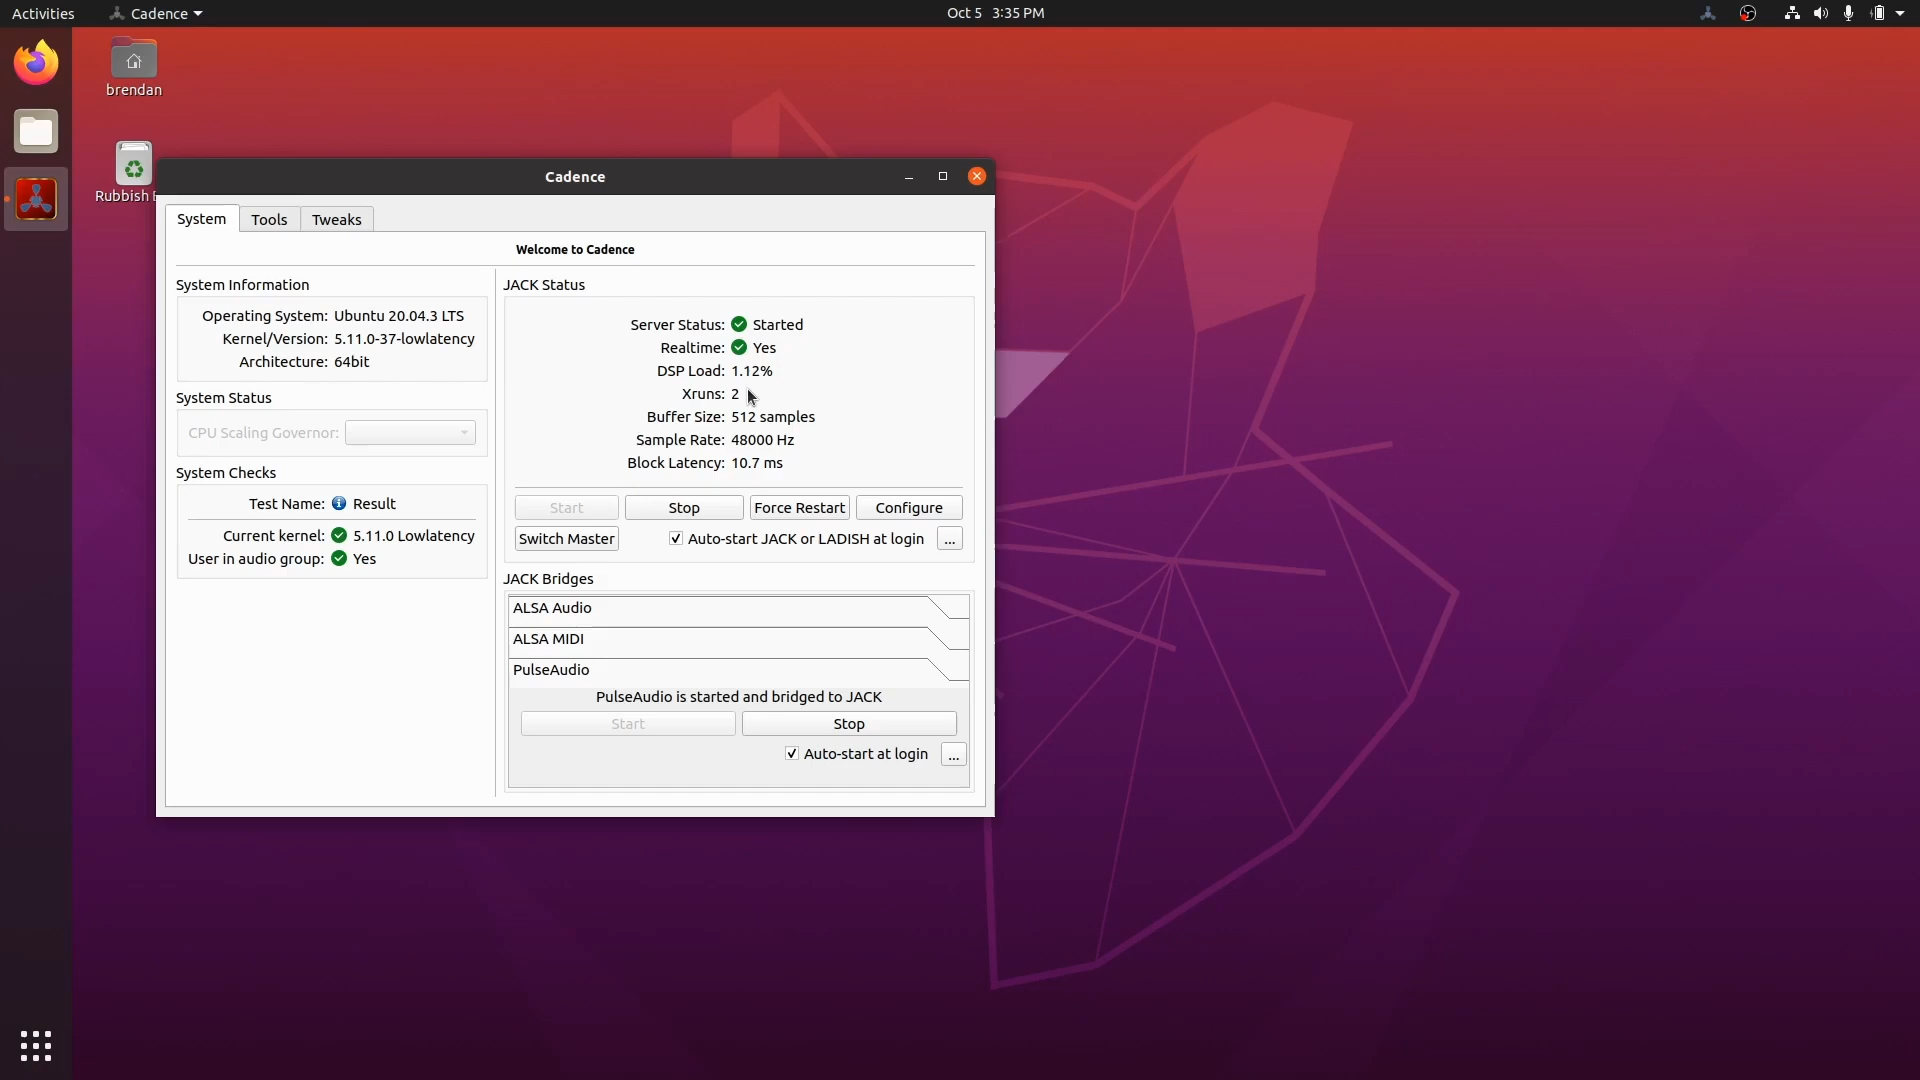 Activities
Cadence
Oct 5 3:35 PM
brendan
Rubbish
Cadence
System
Tools
Tweaks
Welcome to Cadence
System Information
Operating System: Ubuntu 20.04.3 LTS
Kernel/Version: 5.11.0-37-lowlatency
Architecture: 64bit
System Status
CPU Scaling Governor:
System Checks
Test Name: Result
Current kernel: 5.11.0 Lowlatency
User in audio group: Yes
JACK Status
Server Status: Started
Realtime: Yes
DSP Load: 1.12%
Xruns: 2
Buffer Size: 512 samples
Sample Rate: 48000 Hz
Block Latency: 10.7 ms
Start
Stop
Force Restart
Configure
Switch Master
Auto-start JACK or LADISH at login
...
JACK Bridges
ALSA Audio
ALSA MIDI
PulseAudio
PulseAudio is started and bridged to JACK
Start
Stop
Auto-start at login
...